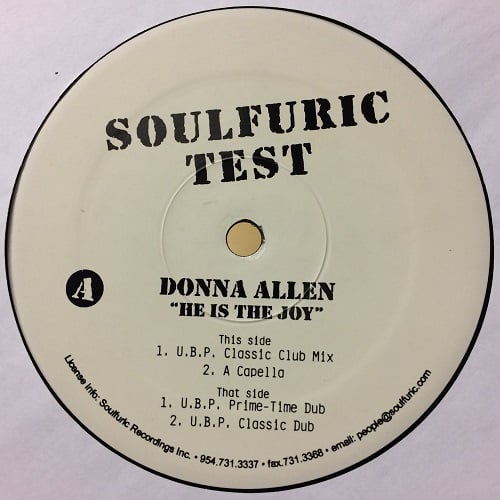 SOULFURIC
TEST
A
DONNA ALLEN
"HE IS THE JOY"
This side
1. U.B.P. Classic Club Mix
2. A Capella
That side
1. U.B.P. Prime-Time Dub
2. U.B.P. Classic Dub
License Info: Soulfuric Recordings Inc. • 954.731.3337 • fax.731.3368 • email: people@soulfuric.com